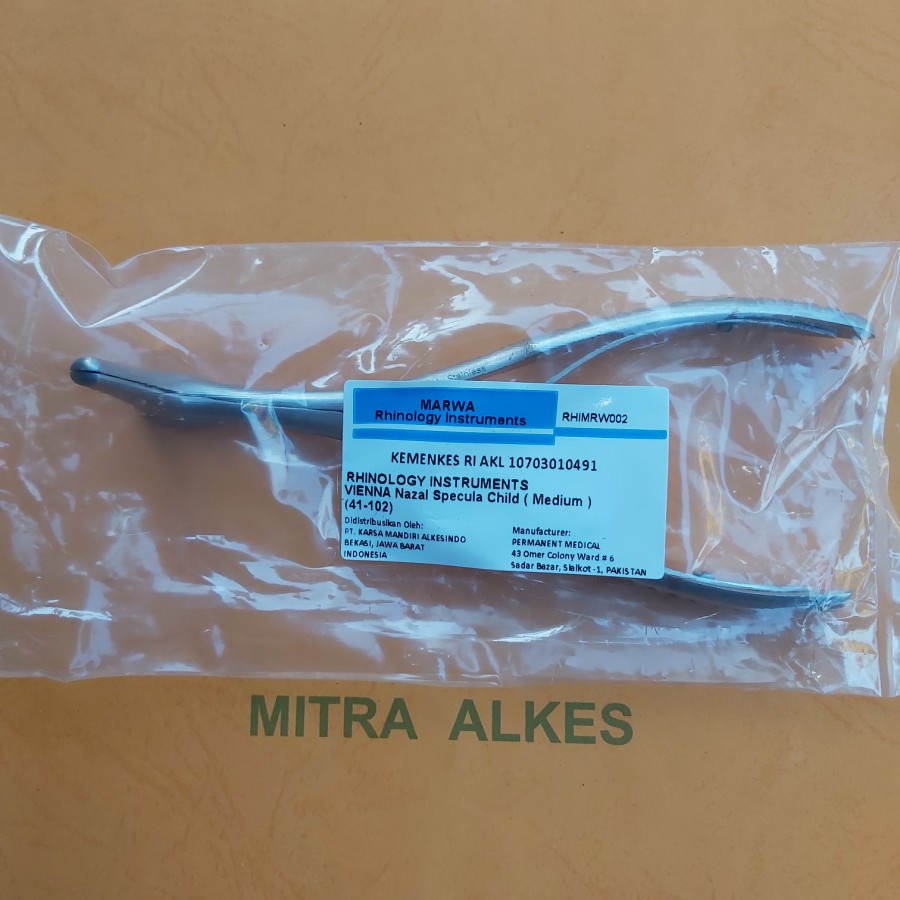 Stainless
MARWA
Rhinology Instruments
RHIMRW002
KEMENKES RI AKL 10703010491
RHINOLOGY INSTRUMENTS
VIENNA Nazal Specula Child ( Medium )
(41-102)
Didistribusikan Oleh:
PT. KARSA MANDIRI ALKESINDO
BEKASI, JAWA BARAT
INDONESIA
Manufacturer:
PERMANENT MEDICAL
43 Omer Colony Ward # 6
Sadar Bazar, Sialkot -1, PAKISTAN
MITRA ALKES